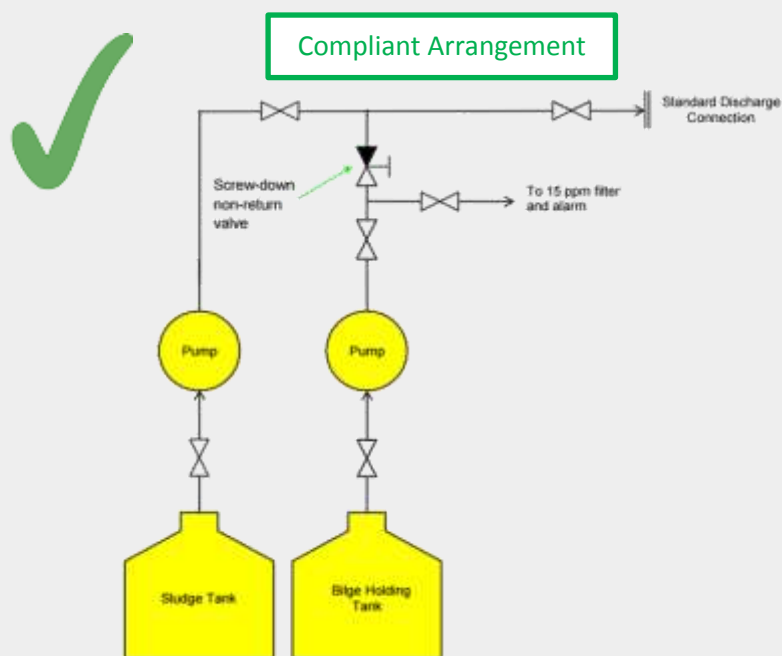 Compliant Arrangement
Standard Discharge
Connection
Screw-down
non-return
valve
To 15 ppm filter
and alarm
Pump
Pump
Sludge Tank
Bilge Holding
Tank